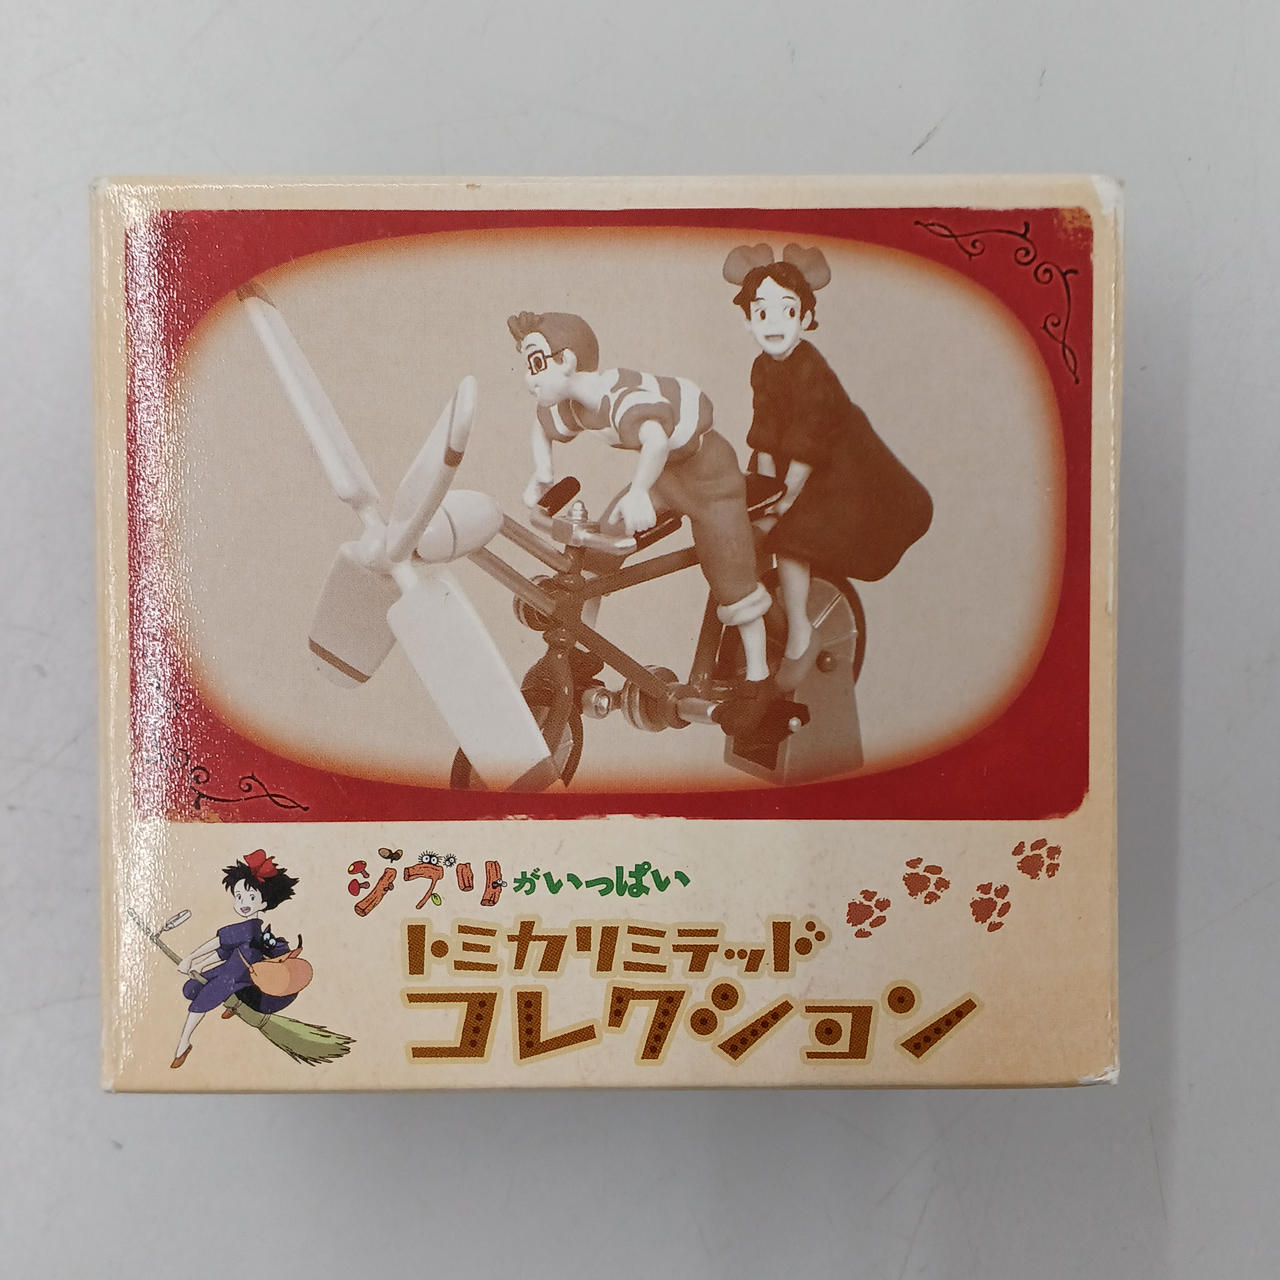 ジブリがいっぱい
トミカリミテッド
コレクション